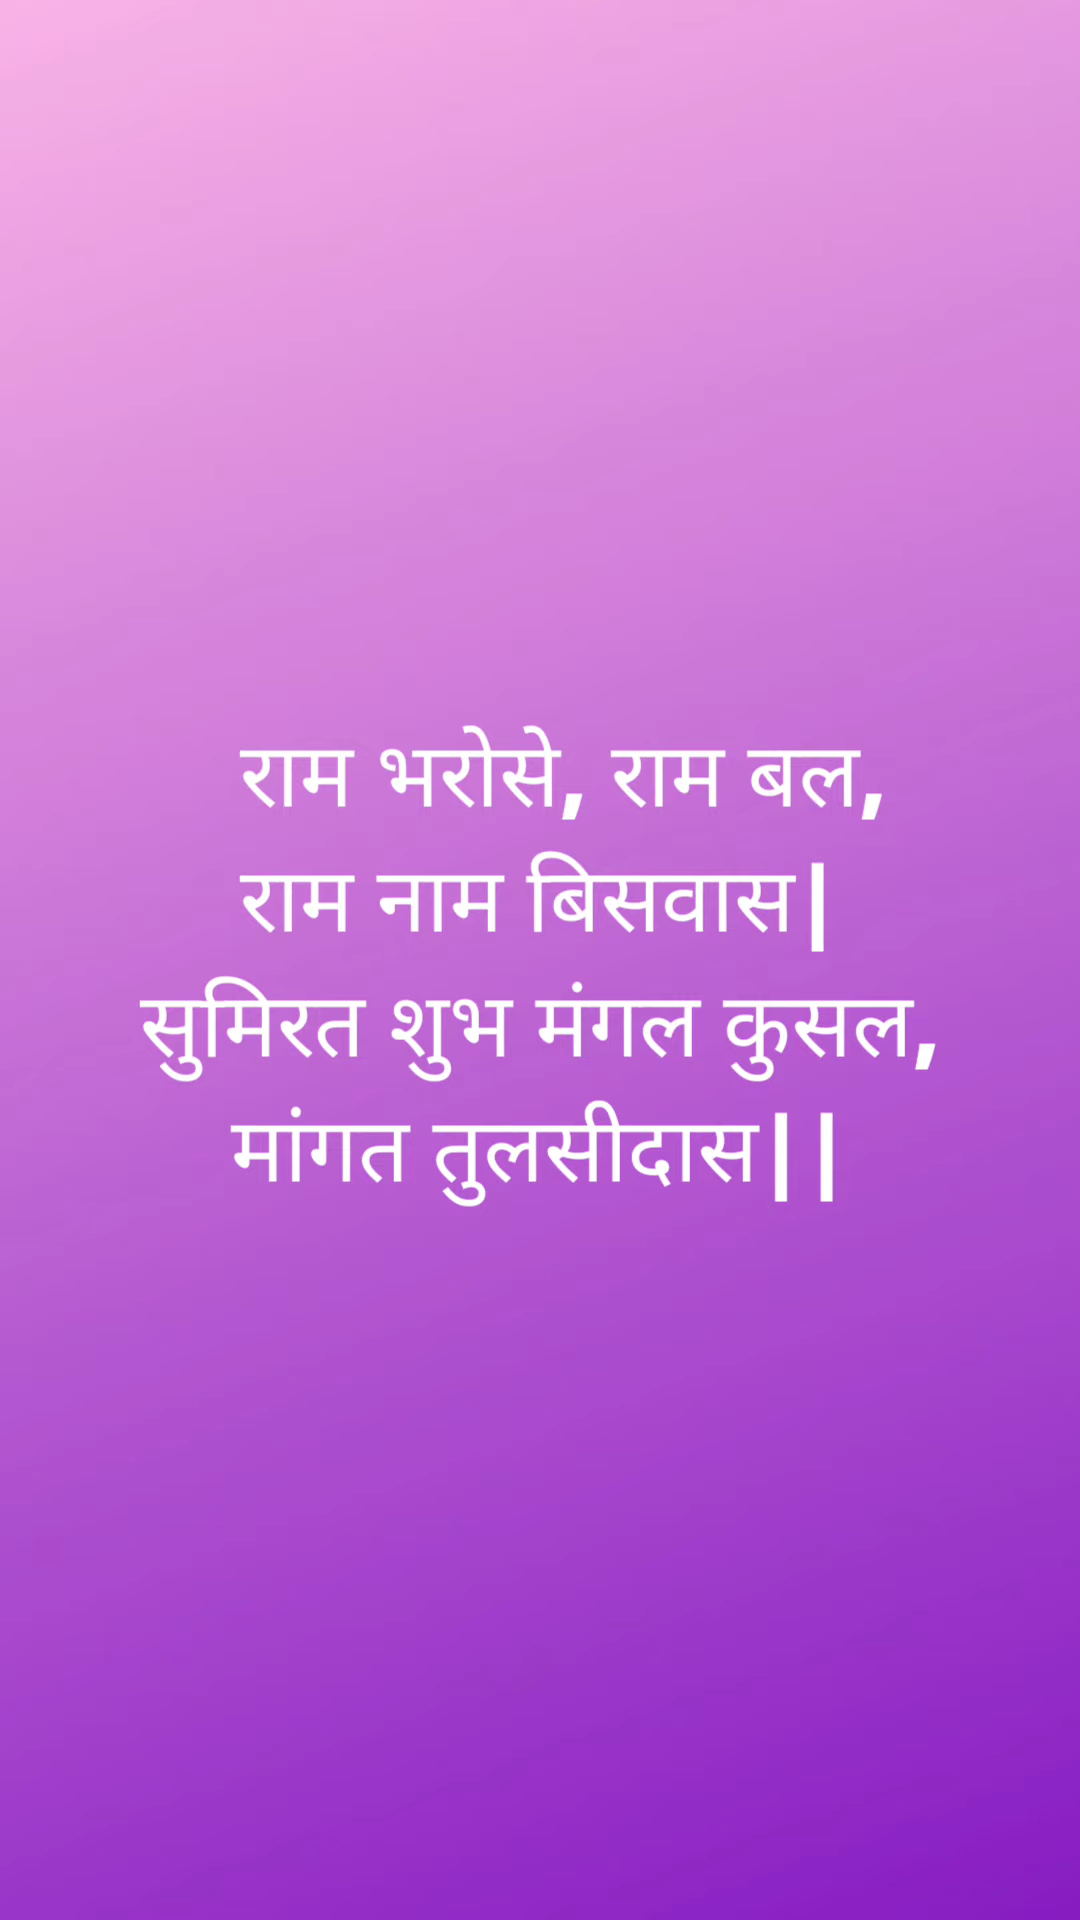 राम भरोसे, राम बल,
राम नाम बिसवास|
सुमिरत शुभ मंगल कुसल,
मांगत तुलसीदास||